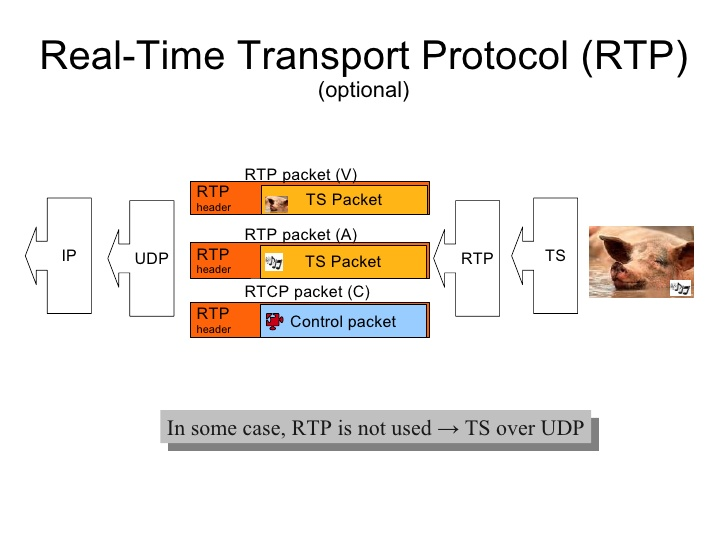 Real-Time Transport Protocol (RTP)
(optional)
RTP packet (V)
RTP
header
TS Packet
RTP packet (A)
RTP
header
TS Packet
RTCP packet (C)
RTP
header
Control packet
IP
UDP
RTP
TS
In some case, RTP is not used → TS over UDP